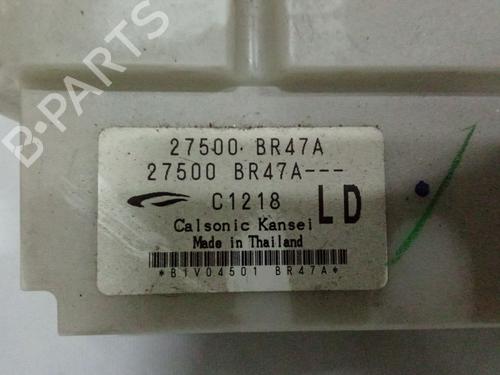 B-PARTS
27500 BR47A
27500 BR47A---
C1218 LD
Calsonic Kansei
Made in Thailand
*B1V04501 BR47A*